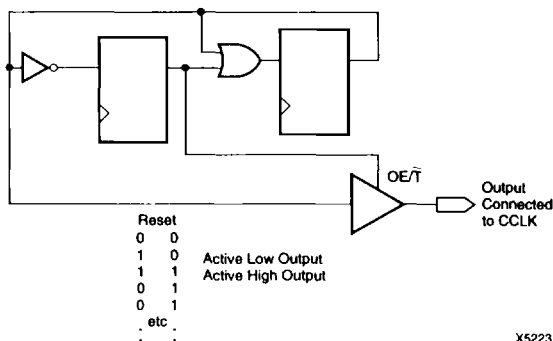 OE/T̃
Output
Connected
to CCLK
Reset
0 0
1 0
1 1
0 1
0 1
etc
. .
. .
Active Low Output
Active High Output
X5223